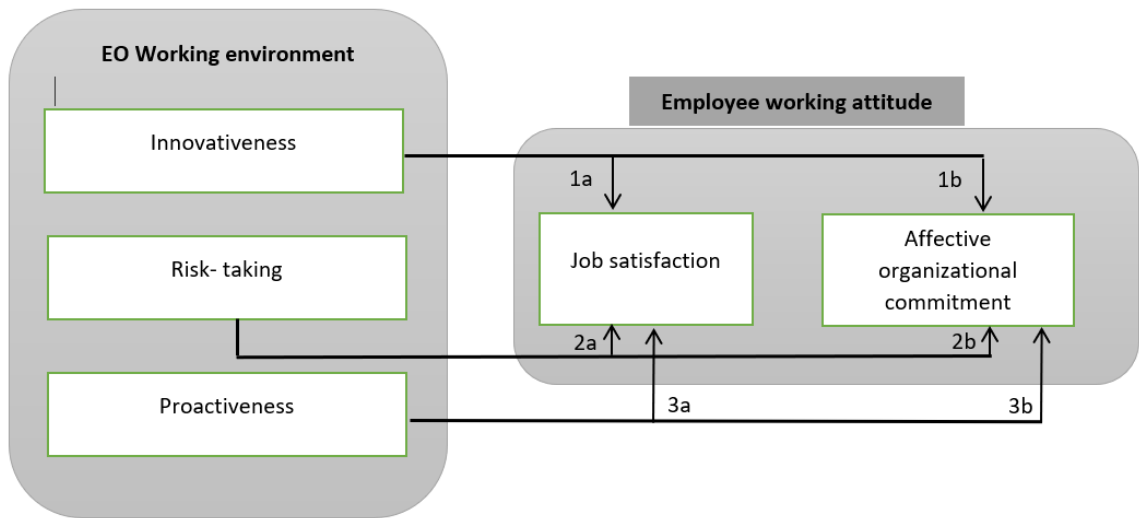 EO Working environment
Innovativeness
Risk- taking
Proactiveness
Employee working attitude
1a
1b
Job satisfaction
Affective
organizational
commitment
2a
2b
3a
3b